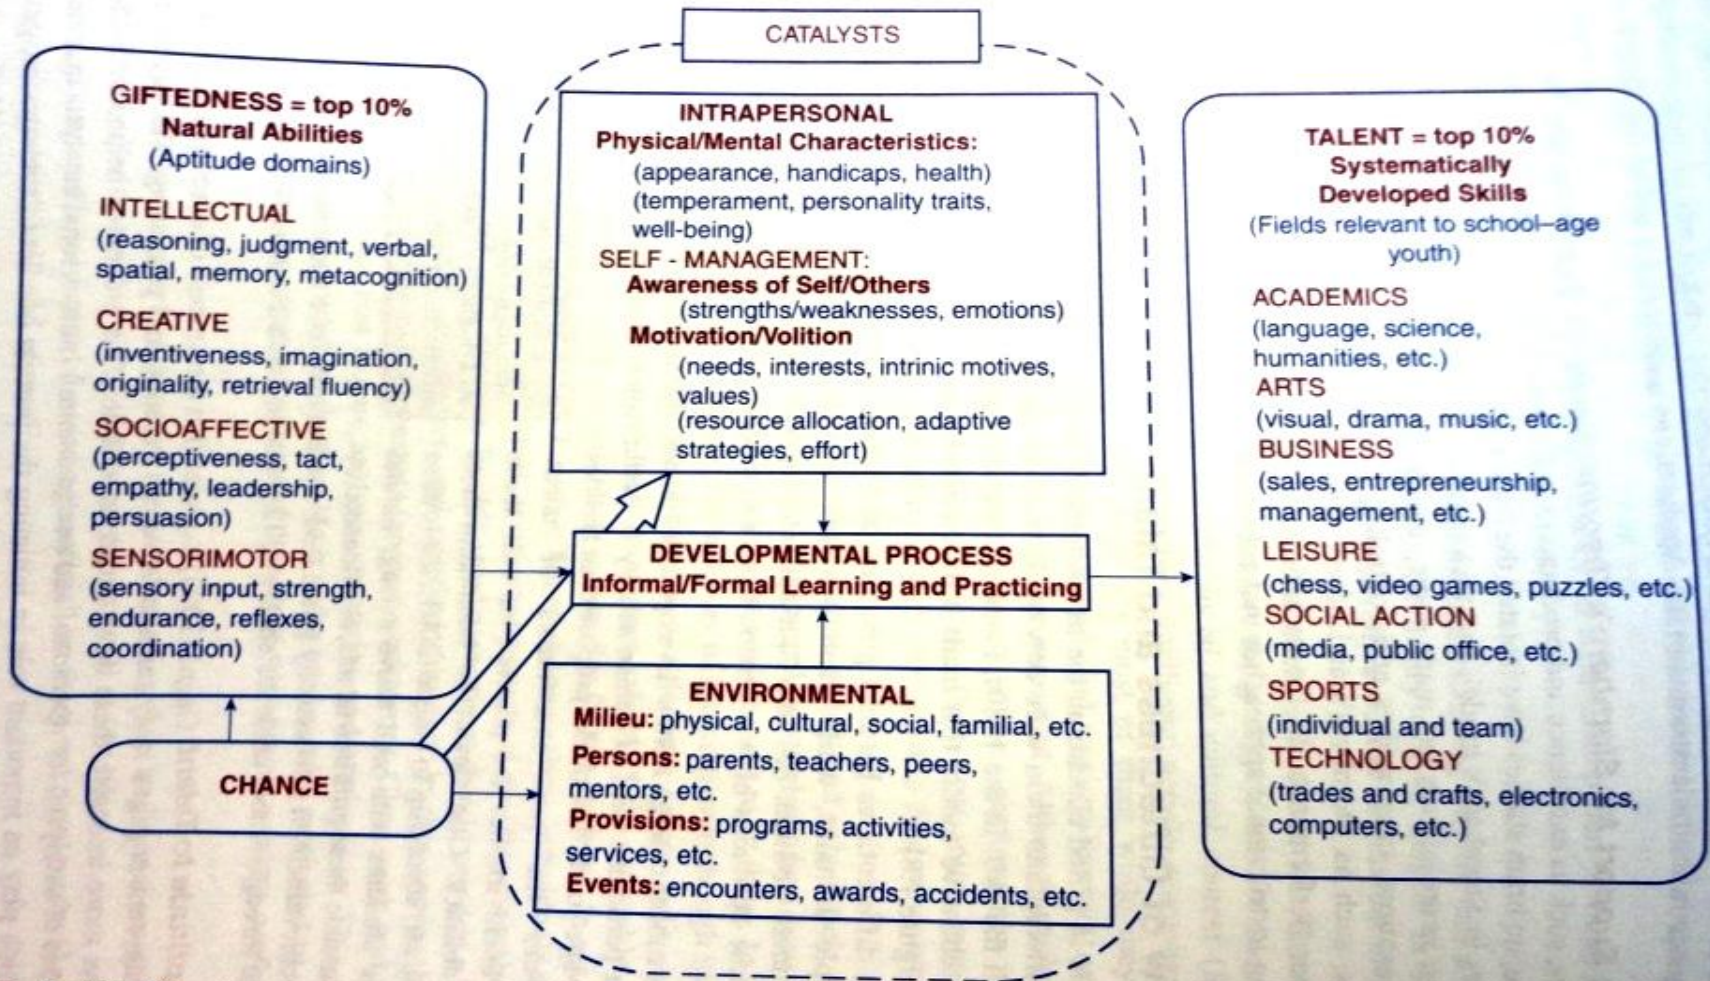 CATALYSTS
GIFTEDNESS = top 10%
Natural Abilities
(Aptitude domains)
INTELLECTUAL
(reasoning, judgment, verbal,
spatial, memory, metacognition)
CREATIVE
(inventiveness, imagination,
originality, retrieval fluency)
SOCIOAFFECTIVE
(perceptiveness, tact,
empathy, leadership,
persuasion)
SENSORIMOTOR
(sensory input, strength,
endurance, reflexes,
coordination)
CHANCE
INTRAPERSONAL
Physical/Mental Characteristics:
(appearance, handicaps, health)
(temperament, personality traits,
well-being)
SELF - MANAGEMENT:
Awareness of Self/Others
(strengths/weaknesses, emotions)
Motivation/Volition
(needs, interests, intrinsic motives,
values)
(resource allocation, adaptive
strategies, effort)
DEVELOPMENTAL PROCESS
Informal/Formal Learning and Practicing
ENVIRONMENTAL
Milieu: physical, cultural, social, familial, etc.
Persons: parents, teachers, peers,
mentors, etc.
Provisions: programs, activities,
services, etc.
Events: encounters, awards, accidents, etc.
TALENT = top 10%
Systematically
Developed Skills
(Fields relevant to school–age
youth)
ACADEMICS
(language, science,
humanities, etc.)
ARTS
(visual, drama, music, etc.)
BUSINESS
(sales, entrepreneurship,
management, etc.)
LEISURE
(chess, video games, puzzles, etc.)
SOCIAL ACTION
(media, public office, etc.)
SPORTS
(individual and team)
TECHNOLOGY
(trades and crafts, electronics,
computers, etc.)